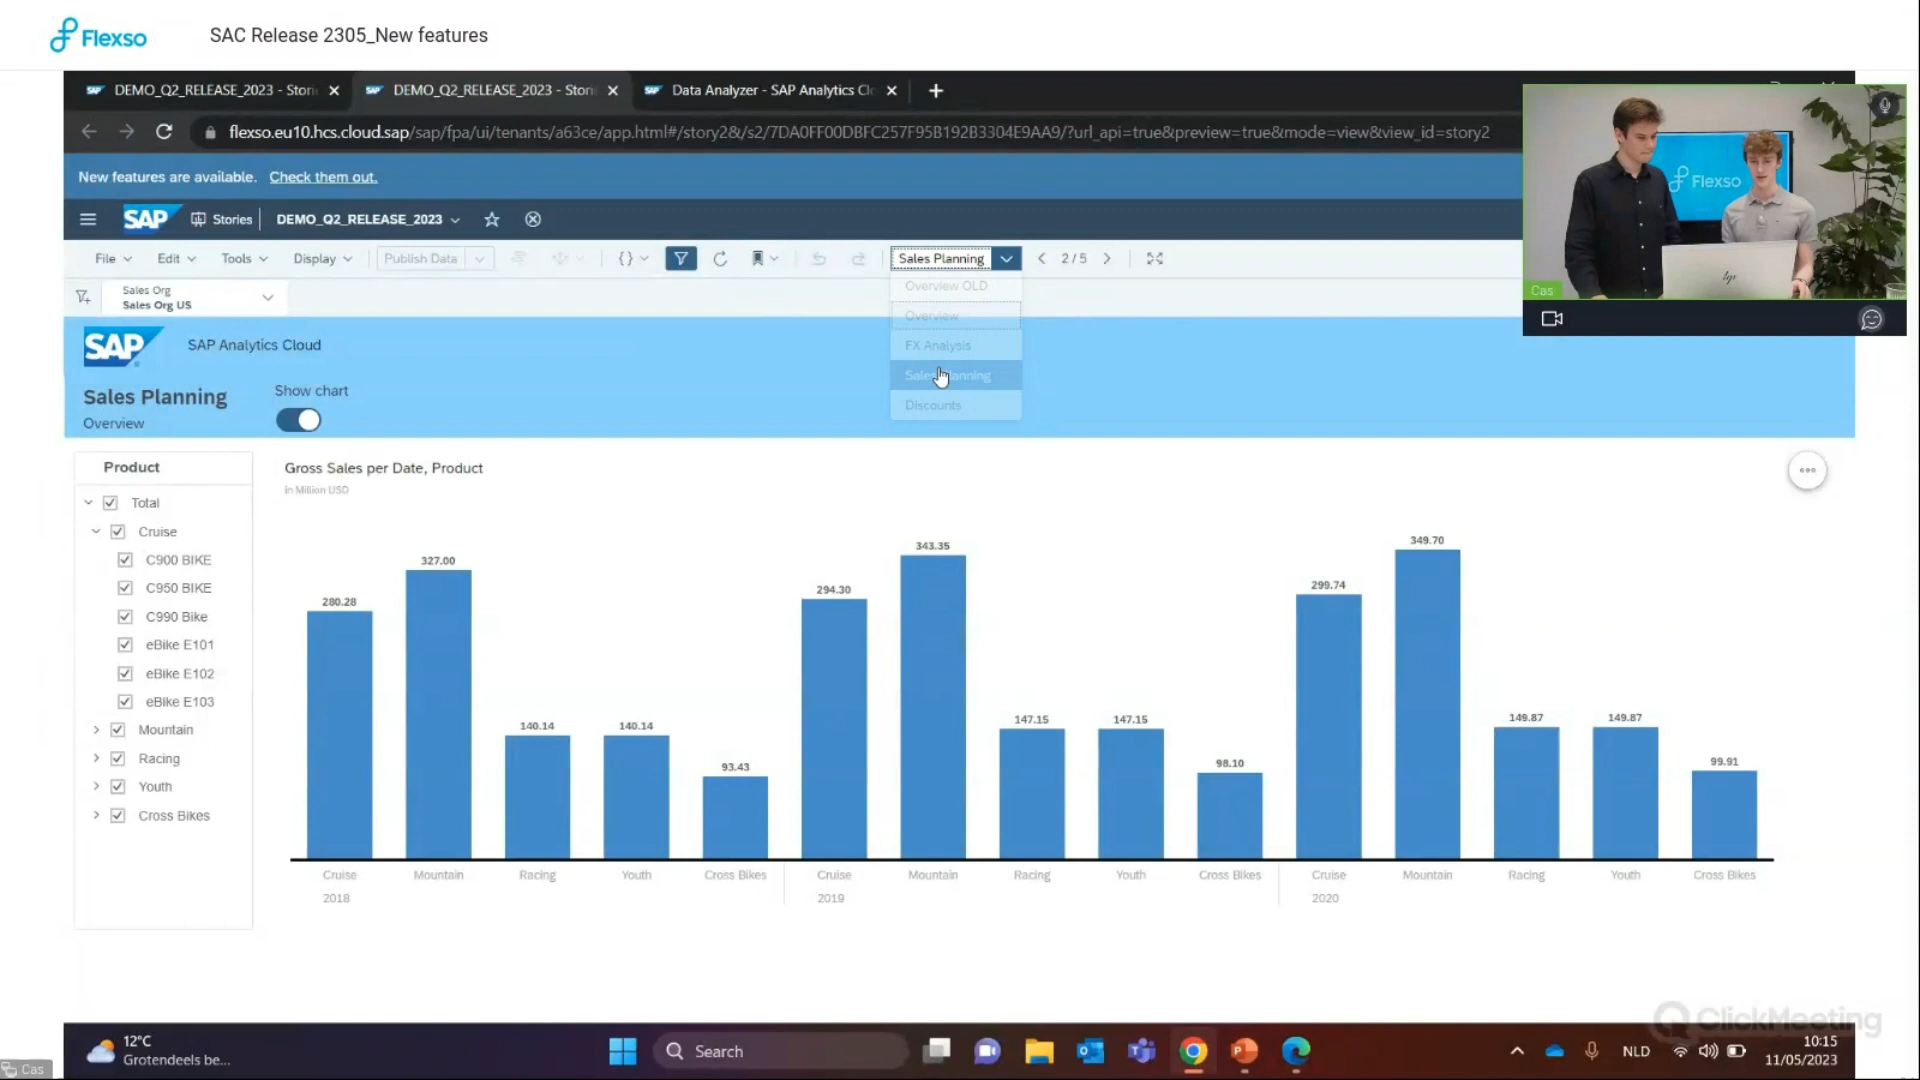 Flexso
SAC Release 2305_New features
DEMO_Q2_RELEASE_2023 - Stori
DEMO_Q2_RELEASE_2023 - Stori
Data Analyzer - SAP Analytics Clo
flexso.eu10.hcs.cloud.sap/sap/fpa/ui/tenants/a63ce/app.html#/story2&/s2/7DA0FF00DBFC257F95B192B3304E9AA9/?url_api=true&preview=true&mode=view&view_id=story2
New features are available. Check them out.
SAP Stories DEMO_Q2_RELEASE_2023
File Edit Tools Display Publish Data {} Sales Planning 2 / 5
Sales Org
Sales Org US
Overview OLD
Overview
FX Analysis
Sales Planning
Discounts
Flexso
hp
Cas
SAP SAP Analytics Cloud
Sales Planning
Overview
Show chart
Product
Total
Cruise
C900 BIKE
C950 BIKE
C990 Bike
eBike E101
eBike E102
eBike E103
Mountain
Racing
Youth
Cross Bikes
Gross Sales per Date, Product
in Million USD
280.28 327.00 140.14 140.14 93.43 294.30 343.35 147.15 147.15 98.10 299.74 349.70 149.87 149.87 99.91
Cruise Mountain Racing Youth Cross Bikes Cruise Mountain Racing Youth Cross Bikes Cruise Mountain Racing Youth Cross Bikes
2018 2019 2020
ClickMeeting
12°C
Grotendeels be...
Search
NLD
10:15
11/05/2023
Cas